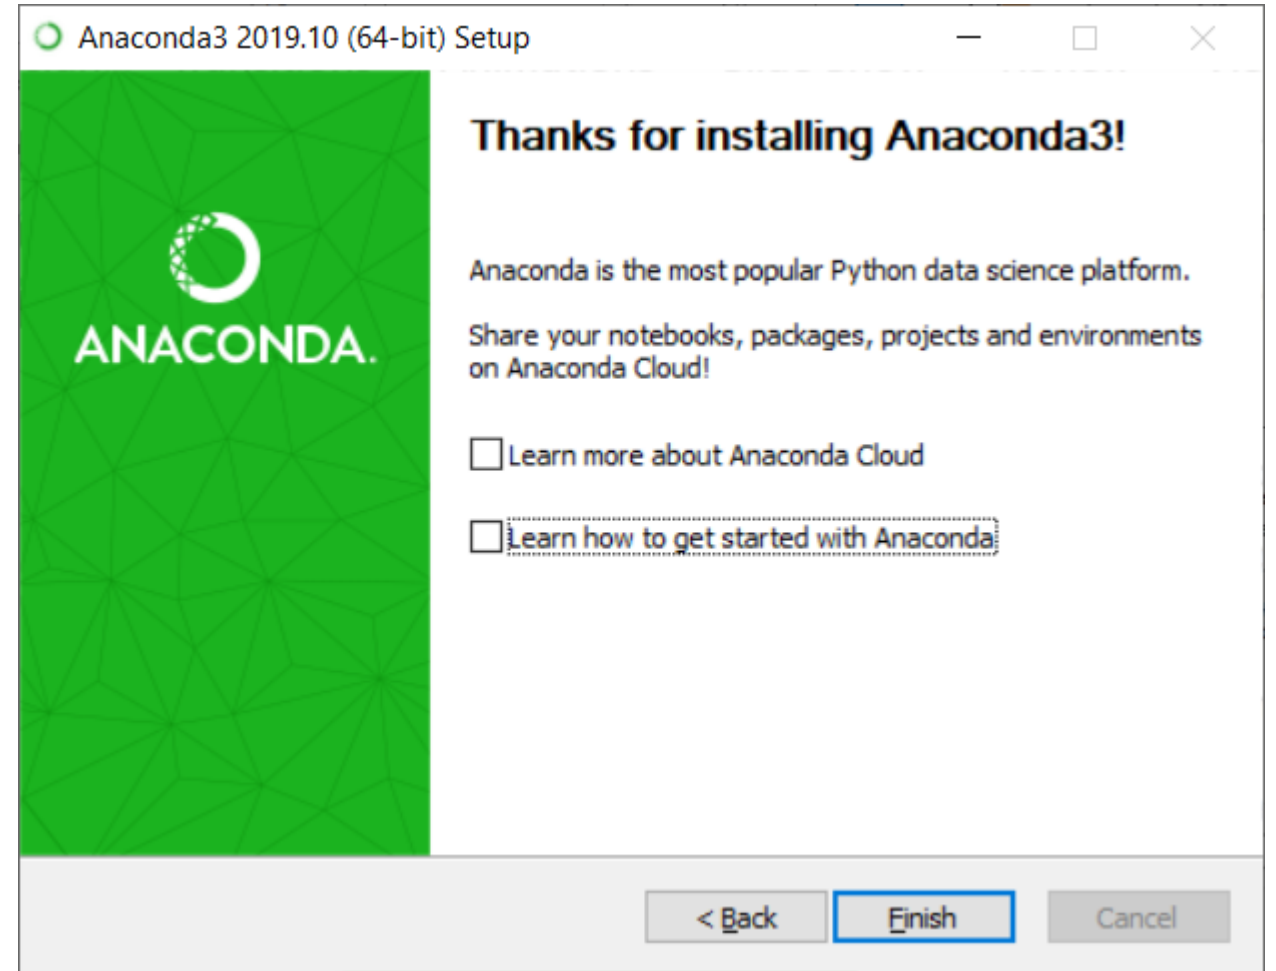 Anaconda3 2019.10 (64-bit) Setup
ANACONDA.
Thanks for installing Anaconda3!
Anaconda is the most popular Python data science platform.
Share your notebooks, packages, projects and environments
on Anaconda Cloud!
Learn more about Anaconda Cloud
Learn how to get started with Anaconda
< Back
Finish
Cancel